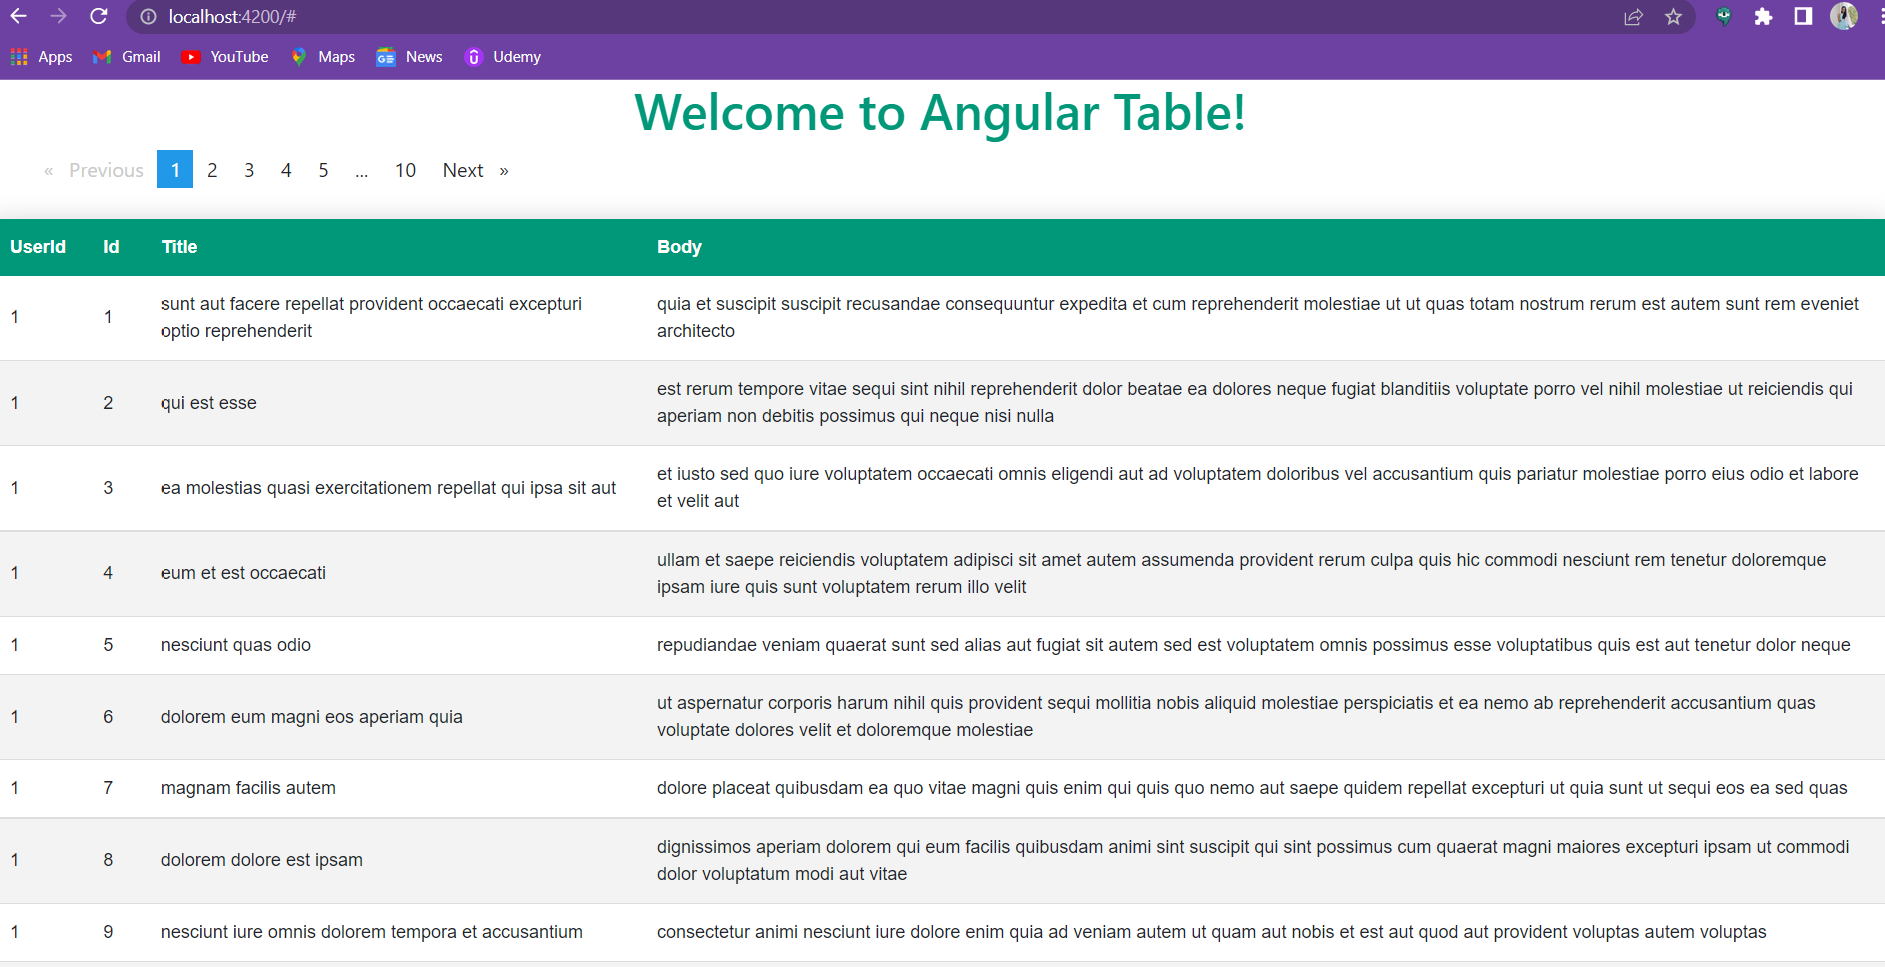 localhost:4200/#
Apps Gmail YouTube Maps News Udemy
Welcome to Angular Table!
« Previous 1 2 3 4 5 ... 10 Next »
UserId Id Title Body
1 1 sunt aut facere repellat provident occaecati excepturi
optio reprehenderit
quia et suscipit suscipit recusandae consequuntur expedita et cum reprehenderit molestiae ut ut quas totam nostrum rerum est autem sunt rem eveniet
architecto
1 2 qui est esse
est rerum tempore vitae sequi sint nihil reprehenderit dolor beatae ea dolores neque fugiat blanditiis voluptate porro vel nihil molestiae ut reiciendis qui
aperiam non debitis possimus qui neque nisi nulla
1 3 ea molestias quasi exercitationem repellat qui ipsa sit aut
et iusto sed quo iure voluptatem occaecati omnis eligendi aut ad voluptatem doloribus vel accusantium quis pariatur molestiae porro eius odio et labore
et velit aut
1 4 eum et est occaecati
ullam et saepe reiciendis voluptatem adipisci sit amet autem assumenda provident rerum culpa quis hic commodi nesciunt rem tenetur doloremque
ipsam iure quis sunt voluptatem rerum illo velit
1 5 nesciunt quas odio
repudiandae veniam quaerat sunt sed alias aut fugiat sit autem sed est voluptatem omnis possimus esse voluptatibus quis est aut tenetur dolor neque
1 6 dolorem eum magni eos aperiam quia
ut aspernatur corporis harum nihil quis provident sequi mollitia nobis aliquid molestiae perspiciatis et ea nemo ab reprehenderit accusantium quas
voluptate dolores velit et doloremque molestiae
1 7 magnam facilis autem
dolore placeat quibusdam ea quo vitae magni quis enim qui quis quo nemo aut saepe quidem repellat excepturi ut quia sunt ut sequi eos ea sed quas
1 8 dolorem dolore est ipsam
dignissimos aperiam dolorem qui eum facilis quibusdam animi sint suscipit qui sint possimus cum quaerat magni maiores excepturi ipsam ut commodi
dolor voluptatum modi aut vitae
1 9 nesciunt iure omnis dolorem tempora et accusantium
consectetur animi nesciunt iure dolore enim quia ad veniam autem ut quam aut nobis et est aut quod aut provident voluptas autem voluptas